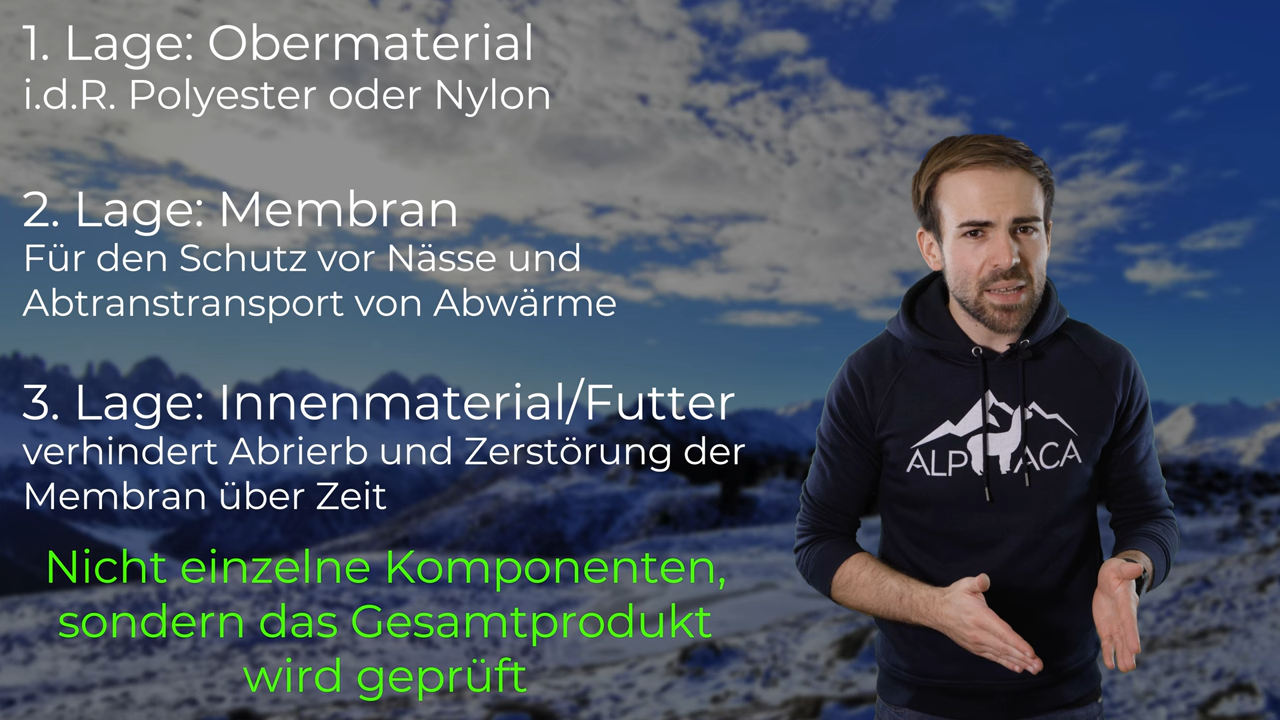 1. Lage: Obermaterial
i.d.R. Polyester oder Nylon
2. Lage: Membran
Für den Schutz vor Nässe und
Abtranstransport von Abwärme
3. Lage: Innenmaterial/Futter
verhindert Abrierb und Zerstörung der
Membran über Zeit
Nicht einzelne Komponenten,
sondern das Gesamtprodukt
wird geprüft
ALPACA